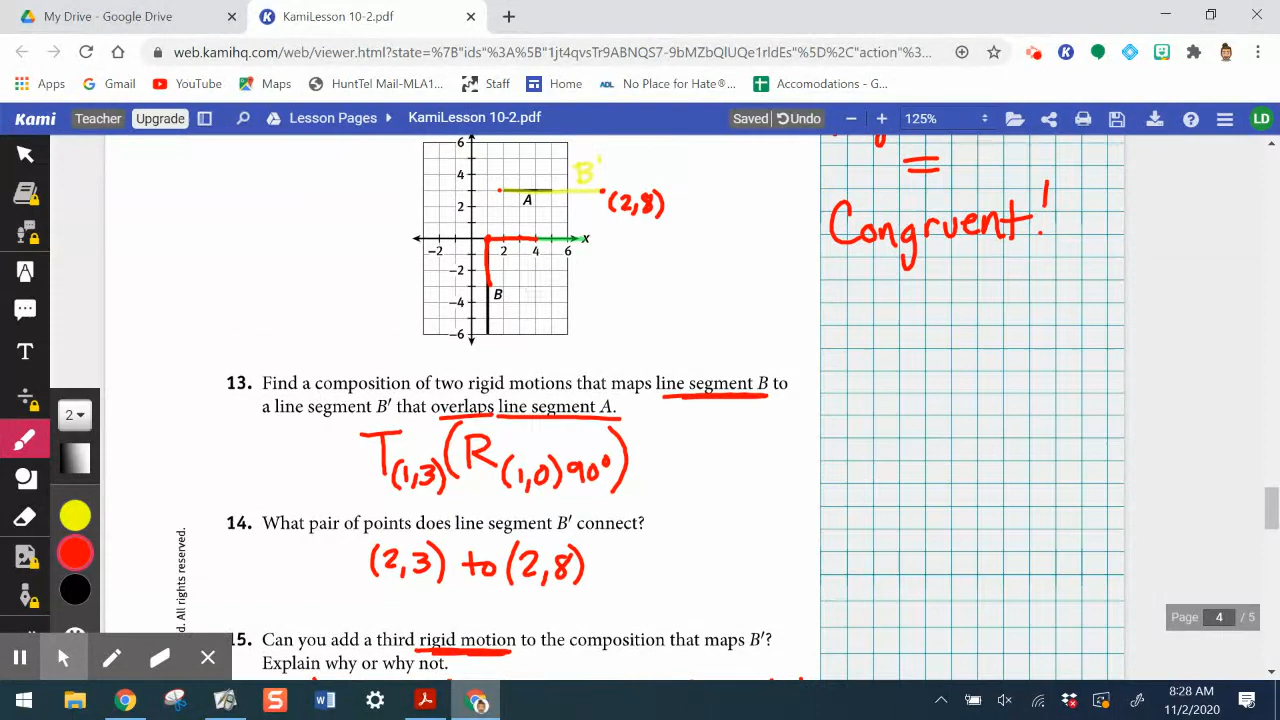 My Drive - Google Drive
KamiLesson 10-2.pdf
web.kamihq.com/web/viewer.html?state=%7B"ids"%3A%5B"1jt4qvsTr9ABNQS7-9bMZbQlUQe1rldEs"%5D%2C"action"%3...
Apps Gmail YouTube Maps HuntTel Mail-MLA1... Staff Home ADL No Place for Hate®... Accomodations - G...
Kami Teacher Upgrade Lesson Pages KamiLesson 10-2.pdf Saved Undo 125% LD
6
4
2
A
B'
(2,8)
x
-2 2 4 6
-2
-4
-6
B
=
Congruent!
13. Find a composition of two rigid motions that maps line segment B to
a line segment B′ that overlaps line segment A.
T(1,3)(R(1,0)90°)
14. What pair of points does line segment B′ connect?
(2,3) to (2,8)
15. Can you add a third rigid motion to the composition that maps B′?
Explain why or why not.
d. All rights reserved.
2
Page 4 / 5
8:28 AM
11/2/2020